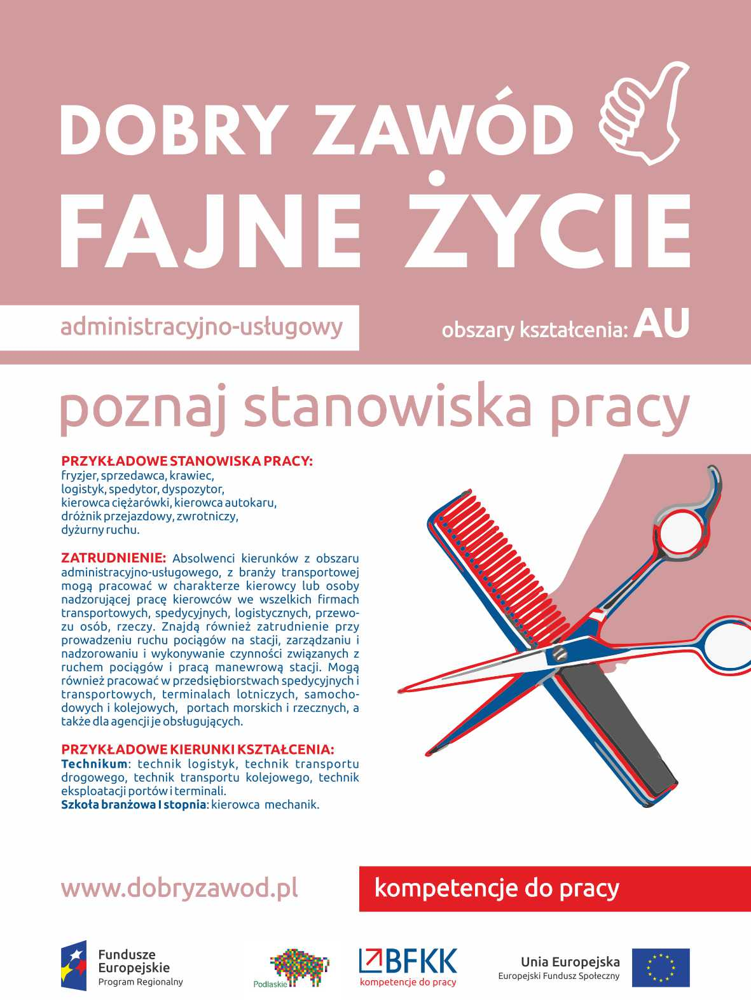 DOBRY ZAWÓD
FAJNE ŻYCIE
administracyjno-usługowy
obszary kształcenia: AU
poznaj stanowiska pracy
PRZYKŁADOWE STANOWISKA PRACY:
fryzjer, sprzedawca, krawiec,
logistyk, spedytor, dyspozytor,
kierowca ciężarówki, kierowca autokaru,
dróżnik przejazdowy, zwrotniczy,
dyżurny ruchu.
ZATRUDNIENIE: Absolwenci kierunków z obszaru
administracyjno-usługowego, z branży transportowej
mogą pracować w charakterze kierowcy lub osoby
nadzorującej pracę kierowców we wszelkich firmach
transportowych, spedycyjnych, logistycznych, przewo-
zu osób, rzeczy. Znajdą również zatrudnienie przy
prowadzeniu ruchu pociągów na stacji, zarządzaniu i
nadzorowaniu i wykonywanie czynności związanych z
ruchem pociągów i pracą manewrową stacji. Mogą
również pracować w przedsiębiorstwach spedycyjnych i
transportowych, terminalach lotniczych, samocho-
dowych i kolejowych, portach morskich i rzecznych, a
także dla agencji je obsługujących.
PRZYKŁADOWE KIERUNKI KSZTAŁCENIA:
Technikum: technik logistyk, technik transportu
drogowego, technik transportu kolejowego, technik
eksploatacji portów i terminali.
Szkoła branżowa I stopnia: kierowca mechanik.
www.dobryzawod.pl
kompetencje do pracy
Fundusze
Europejskie
Program Regionalny
Podlaskie
BFKK
kompetencje do pracy
Unia Europejska
Europejski Fundusz Społeczny